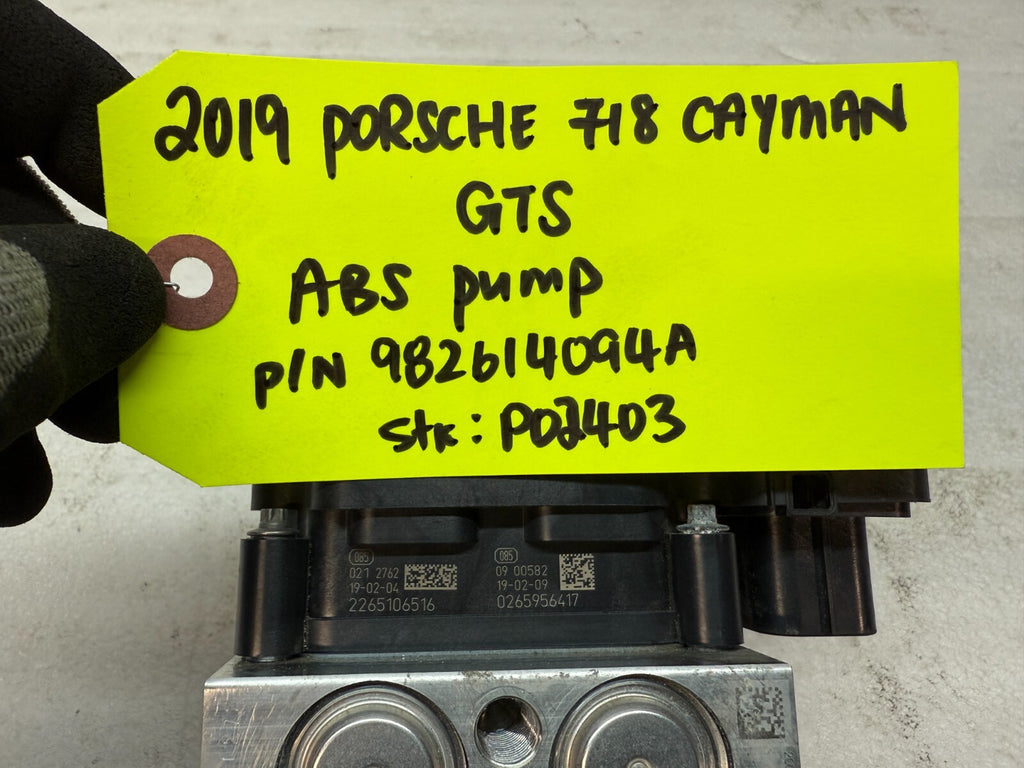 2019 PORSCHE 718 CAYMAN
GTS
ABS pump
P/N 982614094A
Stk: P02403
085
021 2762
19-02-04
2265106516
085
09 00582
19-02-09
0265956417